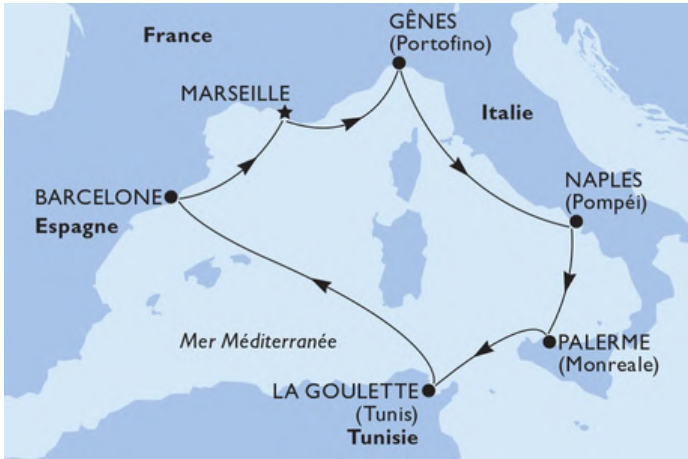 GÊNES
(Portofino)
France
MARSEILLE
Italie
NAPLES
(Pompéi)
BARCELONE
Espagne
Mer Méditerranée
PALERME
(Monreale)
LA GOULETTE
(Tunis)
Tunisie